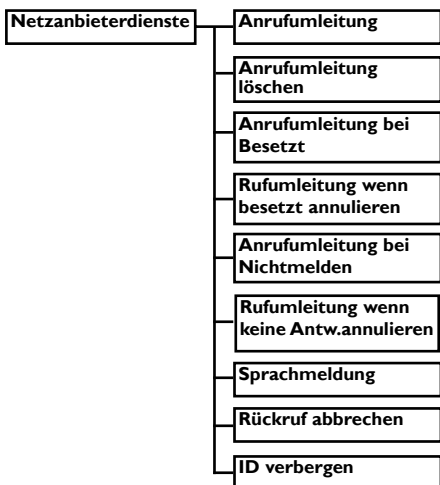 Netzanbieterdienste
Anrufumleitung
Anrufumleitung
löschen
Anrufumleitung bei
Besetzt
Rufumleitung wenn
besetzt annulieren
Anrufumleitung bei
Nichtmelden
Rufumleitung wenn
keine Antw.annulieren
Sprachmeldung
Rückruf abbrechen
ID verbergen